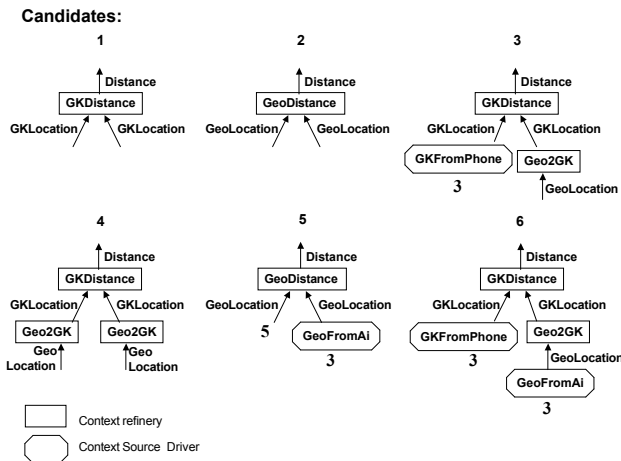 Candidates:
1
2
3
Distance
Distance
Distance
GKDistance
GeoDistance
GKDistance
GKLocation
GKLocation
GeoLocation
GeoLocation
GKLocation
GKLocation
GKFromPhone
Geo2GK
3
GeoLocation
4
5
6
Distance
Distance
Distance
GKDistance
GeoDistance
GKDistance
GKLocation
GKLocation
GeoLocation
GeoLocation
GKLocation
GKLocation
Geo2GK
Geo2GK
5
GeoFromAi
GKFromPhone
Geo2GK
Geo
Location
Geo
Location
3
3
GeoLocation
GeoFromAi
3
Context refinery
Context Source Driver